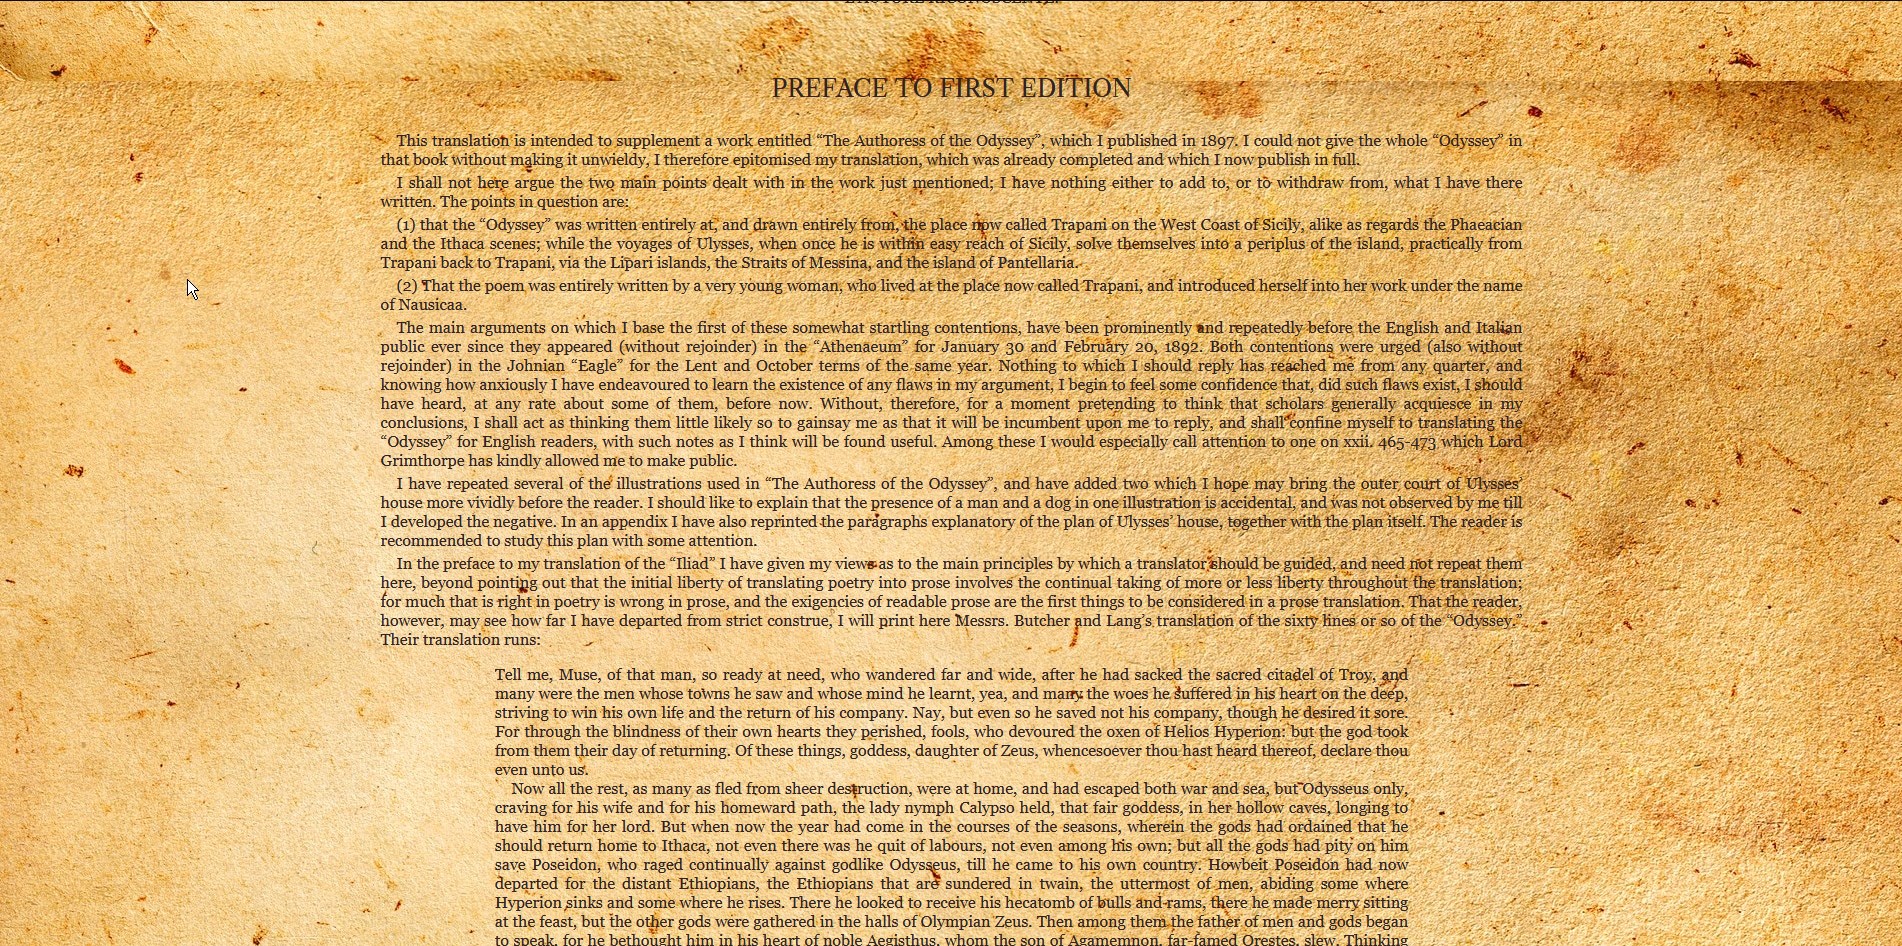 PREFACE TO FIRST EDITION
This translation is intended to supplement a work entitled “The Authoress of the Odyssey”, which I published in 1897. I could not give the whole “Odyssey” in
that book without making it unwieldy, I therefore epitomised my translation, which was already completed and which I now publish in full.
I shall not here argue the two main points dealt with in the work just mentioned; I have nothing either to add to, or to withdraw from, what I have there
written. The points in question are:
(1) that the “Odyssey” was written entirely at, and drawn entirely from, the place now called Trapani on the West Coast of Sicily, alike as regards the Phaeacian
and the Ithaca scenes; while the voyages of Ulysses, when once he is within easy reach of Sicily, solve themselves into a periplus of the island, practically from
Trapani back to Trapani, via the Lipari islands, the Straits of Messina, and the island of Pantellaria.
(2) That the poem was entirely written by a very young woman, who lived at the place now called Trapani, and introduced herself into her work under the name
of Nausicaa.
The main arguments on which I base the first of these somewhat startling contentions, have been prominently and repeatedly before the English and Italian
public ever since they appeared (without rejoinder) in the “Athenaeum” for January 30 and February 20, 1892. Both contentions were urged (also without
rejoinder) in the Johnian “Eagle” for the Lent and October terms of the same year. Nothing to which I should reply has reached me from any quarter, and
knowing how anxiously I have endeavoured to learn the existence of any flaws in my argument, I begin to feel some confidence that, did such flaws exist, I should
have heard, at any rate about some of them, before now. Without, therefore, for a moment pretending to think that scholars generally acquiesce in my
conclusions, I shall act as thinking them little likely so to gainsay me as that it will be incumbent upon me to reply, and shall confine myself to translating the
“Odyssey” for English readers, with such notes as I think will be found useful. Among these I would especially call attention to one on xxii. 465-473 which Lord
Grimthorpe has kindly allowed me to make public.
I have repeated several of the illustrations used in “The Authoress of the Odyssey”, and have added two which I hope may bring the outer court of Ulysses’
house more vividly before the reader. I should like to explain that the presence of a man and a dog in one illustration is accidental, and was not observed by me till
I developed the negative. In an appendix I have also reprinted the paragraphs explanatory of the plan of Ulysses’ house, together with the plan itself. The reader is
recommended to study this plan with some attention.
In the preface to my translation of the “Iliad” I have given my views as to the main principles by which a translator should be guided, and need not repeat them
here, beyond pointing out that the initial liberty of translating poetry into prose involves the continual taking of more or less liberty throughout the translation;
for much that is right in poetry is wrong in prose, and the exigencies of readable prose are the first things to be considered in a prose translation. That the reader,
however, may see how far I have departed from strict construe, I will print here Messrs. Butcher and Lang’s translation of the sixty lines or so of the “Odyssey.”
Their translation runs:
Tell me, Muse, of that man, so ready at need, who wandered far and wide, after he had sacked the sacred citadel of Troy, and
many were the men whose towns he saw and whose mind he learnt, yea, and many the woes he suffered in his heart on the deep,
striving to win his own life and the return of his company. Nay, but even so he saved not his company, though he desired it sore.
For through the blindness of their own hearts they perished, fools, who devoured the oxen of Helios Hyperion: but the god took
from them their day of returning. Of these things, goddess, daughter of Zeus, whencesoever thou hast heard thereof, declare thou
even unto us.
Now all the rest, as many as fled from sheer destruction, were at home, and had escaped both war and sea, but Odysseus only,
craving for his wife and for his homeward path, the lady nymph Calypso held, that fair goddess, in her hollow caves, longing to
have him for her lord. But when now the year had come in the courses of the seasons, wherein the gods had ordained that he
should return home to Ithaca, not even there was he quit of labours, not even among his own; but all the gods had pity on him
save Poseidon, who raged continually against godlike Odysseus, till he came to his own country. Howbeit Poseidon had now
departed for the distant Ethiopians, the Ethiopians that are sundered in twain, the uttermost of men, abiding some where
Hyperion sinks and some where he rises. There he looked to receive his hecatomb of bulls and rams, there he made merry sitting
at the feast, but the other gods were gathered in the halls of Olympian Zeus. Then among them the father of men and gods began
to speak, for he bethought him in his heart of noble Aegisthus, whom the son of Agamemnon, far-famed Orestes, slew. Thinking